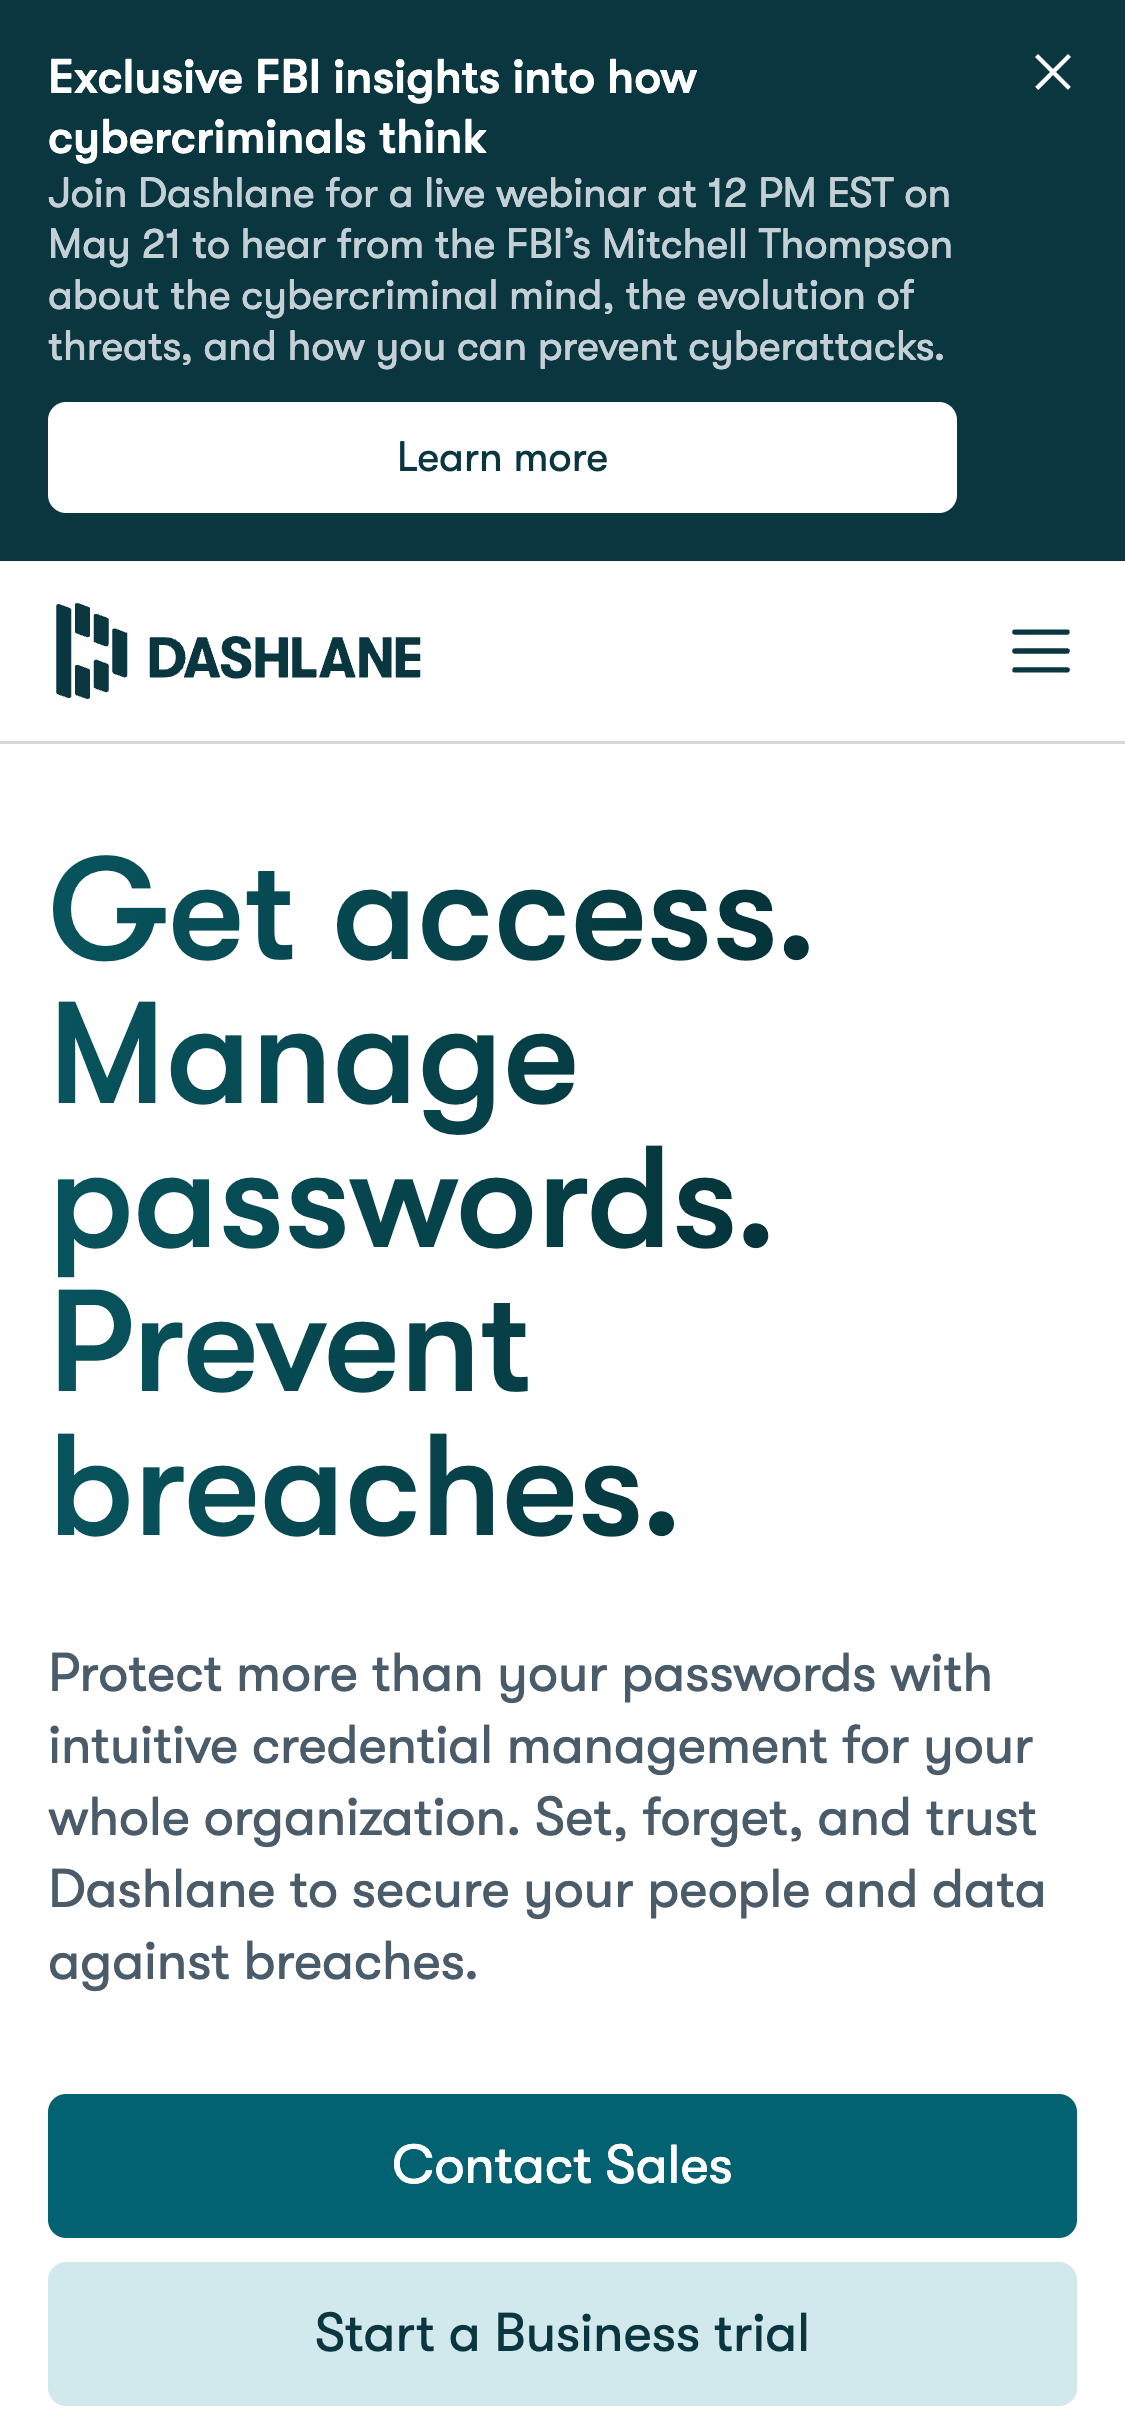 Exclusive FBI insights into how
cybercriminals think
Join Dashlane for a live webinar at 12 PM EST on
May 21 to hear from the FBI’s Mitchell Thompson
about the cybercriminal mind, the evolution of
threats, and how you can prevent cyberattacks.
Learn more
DASHLANE
Get access.
Manage
passwords.
Prevent
breaches.
Protect more than your passwords with
intuitive credential management for your
whole organization. Set, forget, and trust
Dashlane to secure your people and data
against breaches.
Contact Sales
Start a Business trial